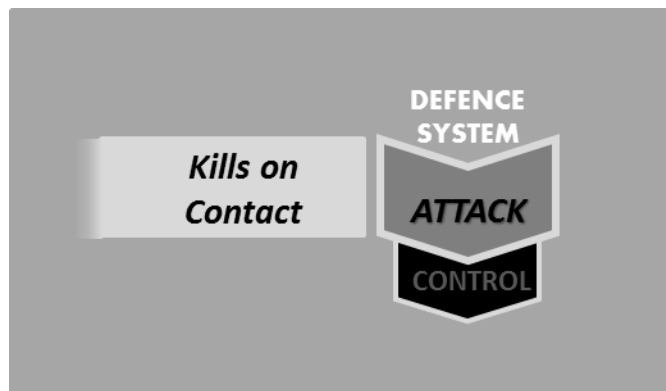 Kills on
Contact
DEFENCE
SYSTEM
ATTACK
CONTROL